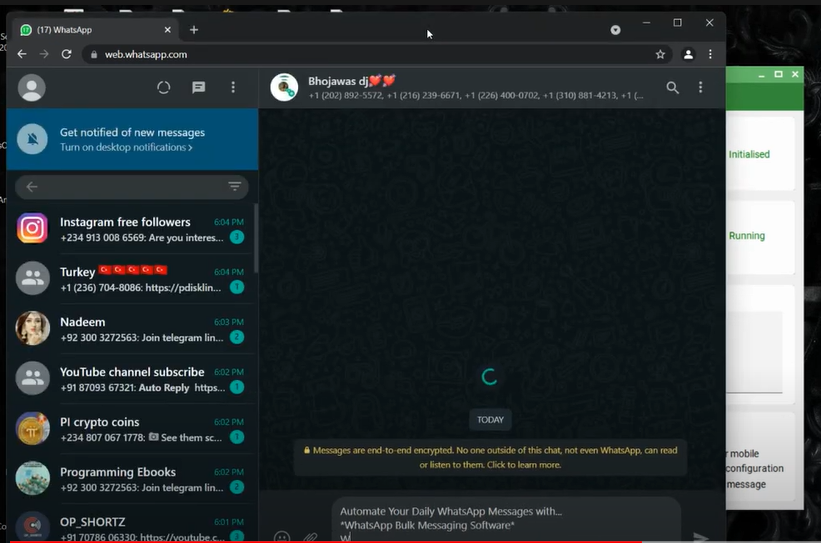 (17) WhatsApp
web.whatsapp.com
Bhojawas dj
+1 (202) 892-5572, +1 (216) 239-6671, +1 (226) 400-0702, +1 (310) 881-4213, +1 (...
Get notified of new messages
Turn on desktop notifications >
Instagram free followers 6:04 PM
+234 913 008 6569: Are you interes...
Turkey 🇹🇷🇹🇷🇹🇷🇹🇷🇹🇷 6:04 PM
+1 (236) 704-8086: https://pdisklin... 1
Nadeem 6:03 PM
+92 300 3272563: Join telegram lin... 2
YouTube channel subscribe 6:02 PM
+91 87093 67321: Auto Reply https... 1
PI crypto coins 6:02 PM
+234 807 067 1778: See them sc... 1
Programming Ebooks 6:02 PM
+92 300 3272563: Join telegram lin... 2
OP_SHORTZ 6:01 PM
+91 70786 06330: https://youtube.c...
TODAY
Messages are end-to-end encrypted. No one outside of this chat, not even WhatsApp, can read
or listen to them. Click to learn more.
Automate Your Daily WhatsApp Messages with...
*WhatsApp Bulk Messaging Software*
W
Initialised
Running
r mobile
configuration
message